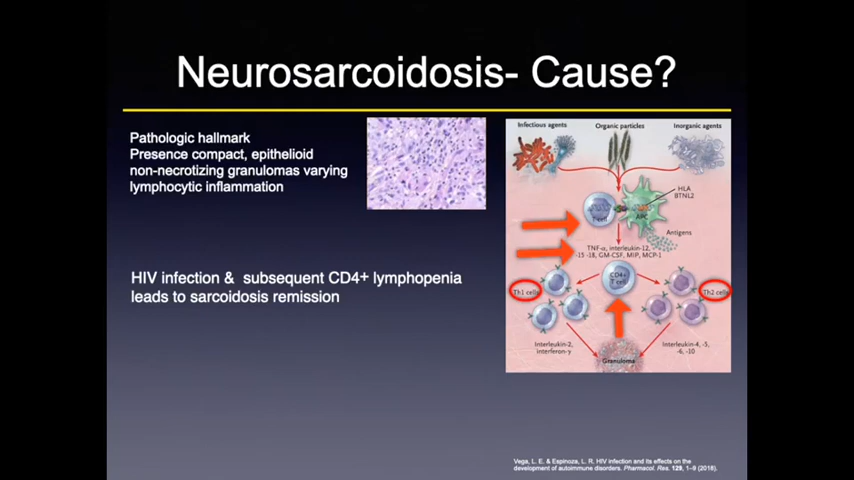 Neurosarcoidosis- Cause?
Pathologic hallmark
Presence compact, epithelioid
non-necrotizing granulomas varying
lymphocytic inflammation
HIV infection & subsequent CD4+ lymphopenia
leads to sarcoidosis remission
Infectious agents
Organic particles
Inorganic agents
HLA
BTNL2
T cell
APC
Antigens
TNF-α, interleukin-12,
-15 -18, GM-CSF, MIP, MCP-1
CD4+
T cell
Th1 cells
Th2 cells
Interleukin-2,
interferon-γ
Interleukin-4, -5,
-6, -10
Granuloma
Vega, L. E. & Espinoza, L. R. HIV infection and its effects on the
development of autoimmune disorders. Pharmacol. Res. 129, 1–9 (2018).